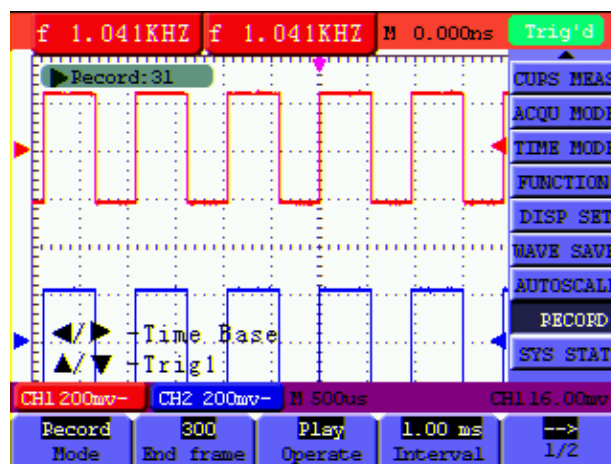 f 1.041KHZ f 1.041KHZ M 0.000ns Trig'd
Record:31
CURS MEAS
ACQU MODE
TIME MODE
FUNCTION
DISP SET
WAVE SAVE
AUTOSCALE
RECORD
SYS STAT
◀/▶ -Time Base
▲/▼ -Trig1
CH1 200mv- CH2 200mv- M 500us CH1 16.00mv
Record 300 Play 1.00 ms -->
Mode End frame Operate Interval 1/2